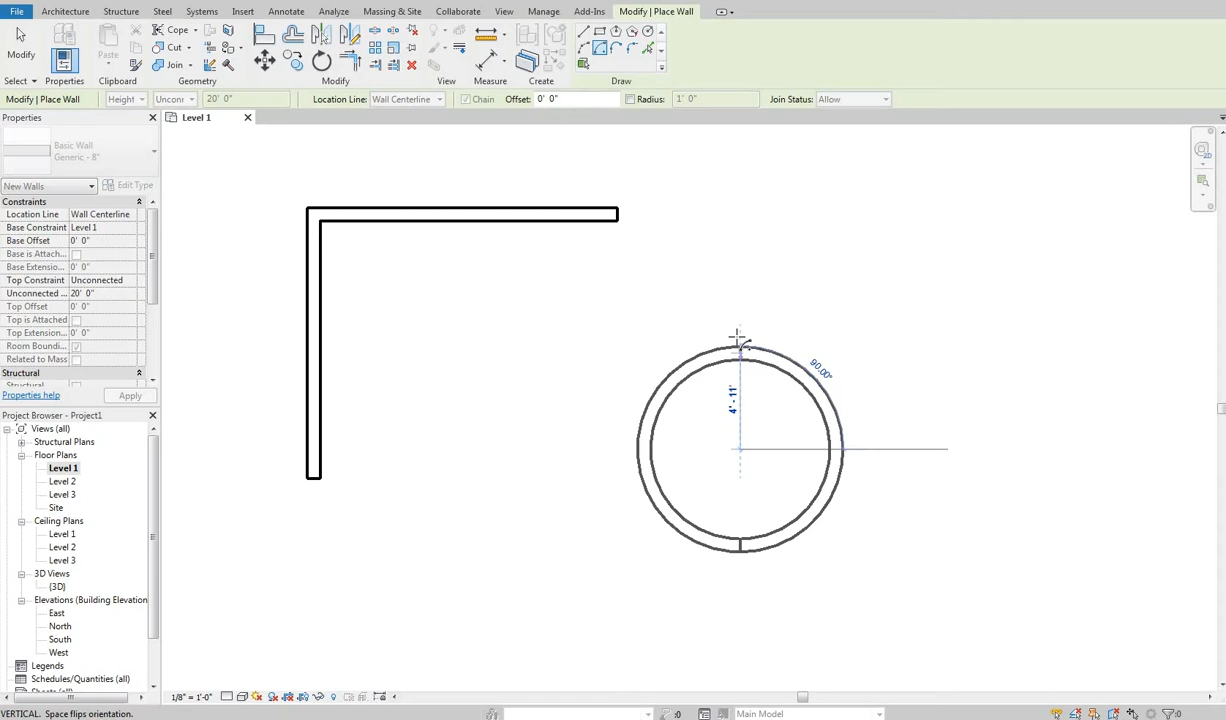 File Architecture Structure Steel Systems Insert Annotate Analyze Massing & Site Collaborate View Manage Add-Ins Modify | Place Wall
Modify Paste Cope Cut Join
Select Properties Clipboard Geometry Modify View Measure Create Draw
Modify | Place Wall Height Unconr 20' 0" Location Line: Wall Centerline Chain Offset: 0' 0" Radius: 1' 0" Join Status: Allow
Properties
Level 1
Basic Wall
Generic - 8"
New Walls Edit Type
Constraints
Location Line Wall Centerline
Base Constraint Level 1
Base Offset 0' 0"
Base is Attach...
Base Extensio... 0' 0"
Top Constraint Unconnected
Unconnected ... 20' 0"
Top Offset 0' 0"
Top is Attached
Top Extension... 0' 0"
Room Boundi...
Related to Mass
Structural
Properties help Apply
Project Browser - Project1
Views (all)
Structural Plans
Floor Plans
Level 1
Level 2
Level 3
Site
Ceiling Plans
Level 1
Level 2
Level 3
3D Views
{3D}
Elevations (Building Elevation
East
North
South
West
Legends
Schedules/Quantities (all)
90.00°
4' - 11"
2D
1/8" = 1'-0"
VERTICAL. Space flips orientation. :0 Main Model :0